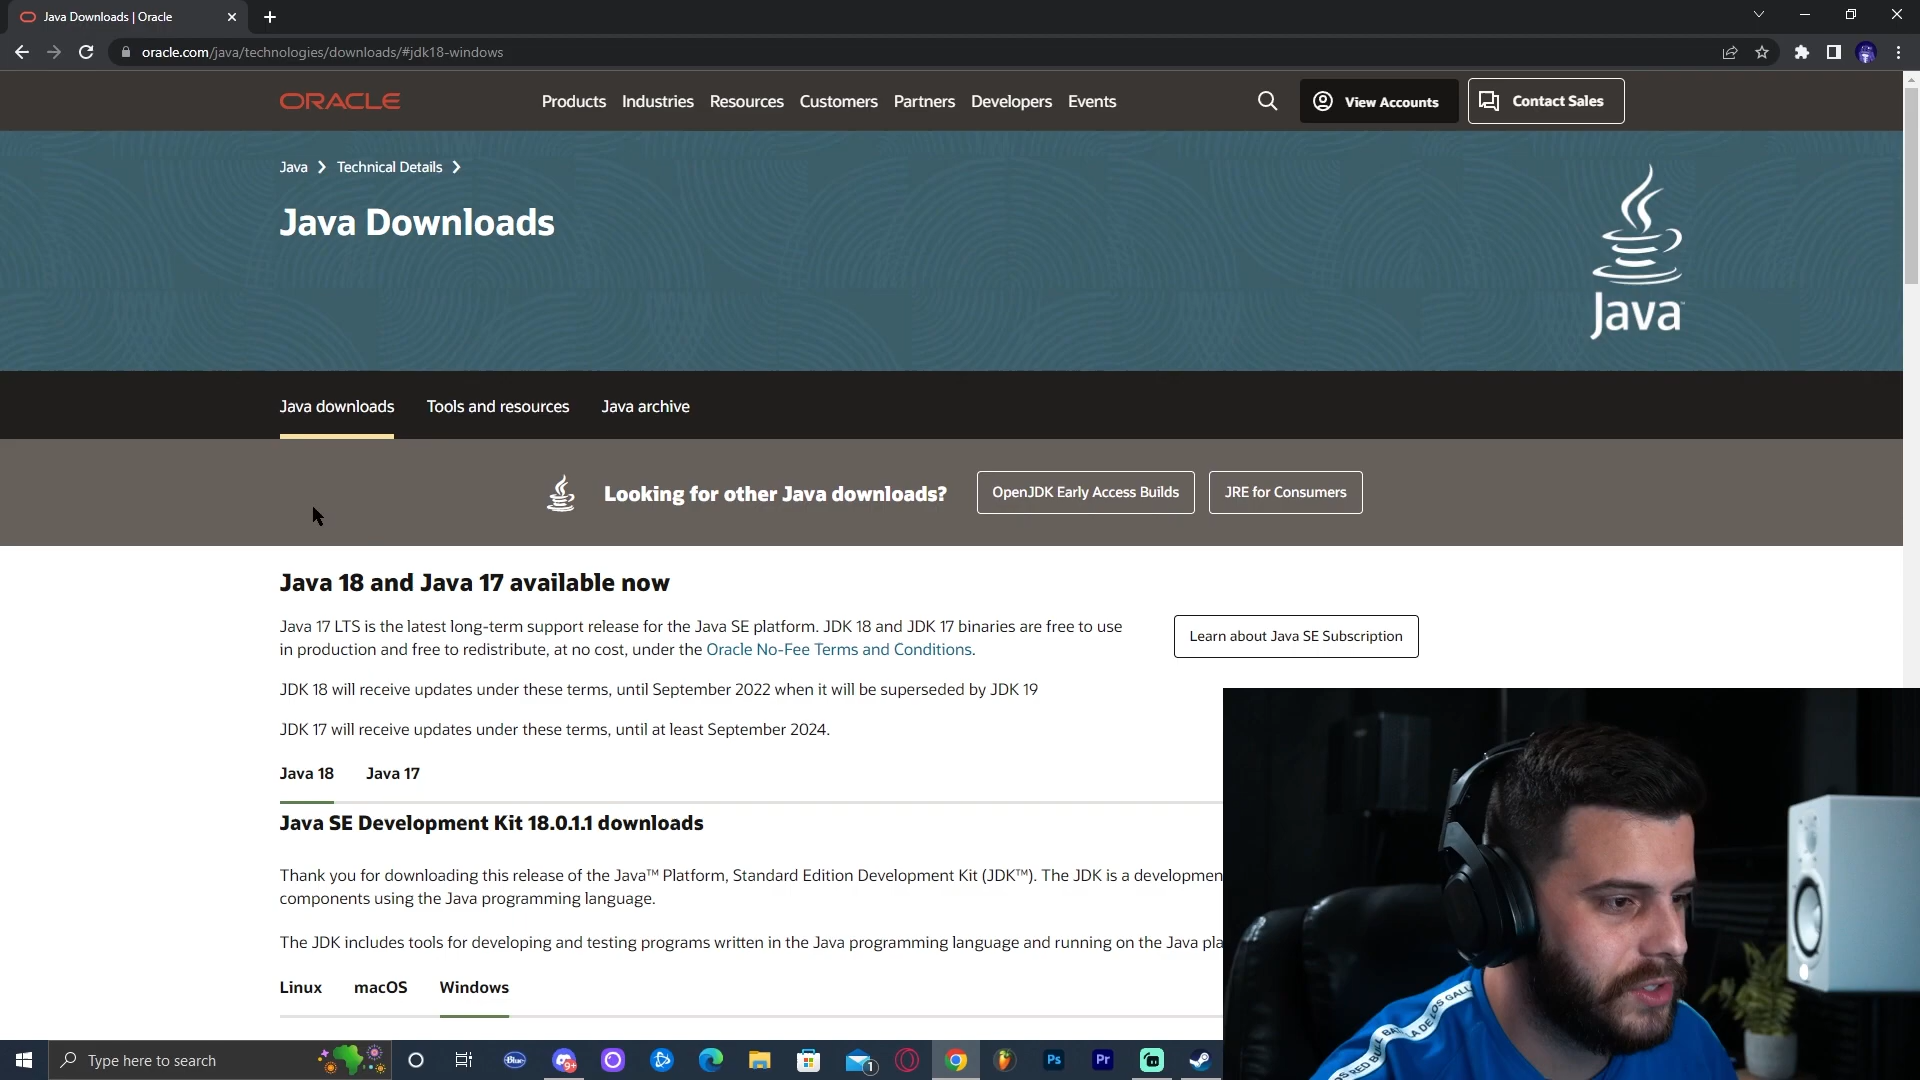 Java Downloads | Oracle
oracle.com/java/technologies/downloads/#jdk18-windows
ORACLE
Products Industries Resources Customers Partners Developers Events
View Accounts
Contact Sales
Java Technical Details
Java Downloads
Java
Java downloads Tools and resources Java archive
Looking for other Java downloads?
OpenJDK Early Access Builds
JRE for Consumers
Java 18 and Java 17 available now
Java 17 LTS is the latest long-term support release for the Java SE platform. JDK 18 and JDK 17 binaries are free to use
in production and free to redistribute, at no cost, under the Oracle No-Fee Terms and Conditions.
Learn about Java SE Subscription
JDK 18 will receive updates under these terms, until September 2022 when it will be superseded by JDK 19
JDK 17 will receive updates under these terms, until at least September 2024.
Java 18 Java 17
Java SE Development Kit 18.0.1.1 downloads
Thank you for downloading this release of the Java™ Platform, Standard Edition Development Kit (JDK™). The JDK is a developmen
components using the Java programming language.
The JDK includes tools for developing and testing programs written in the Java programming language and running on the Java pla
Linux macOS Windows
Type here to search
Blue
9+
1
Ps
Pr